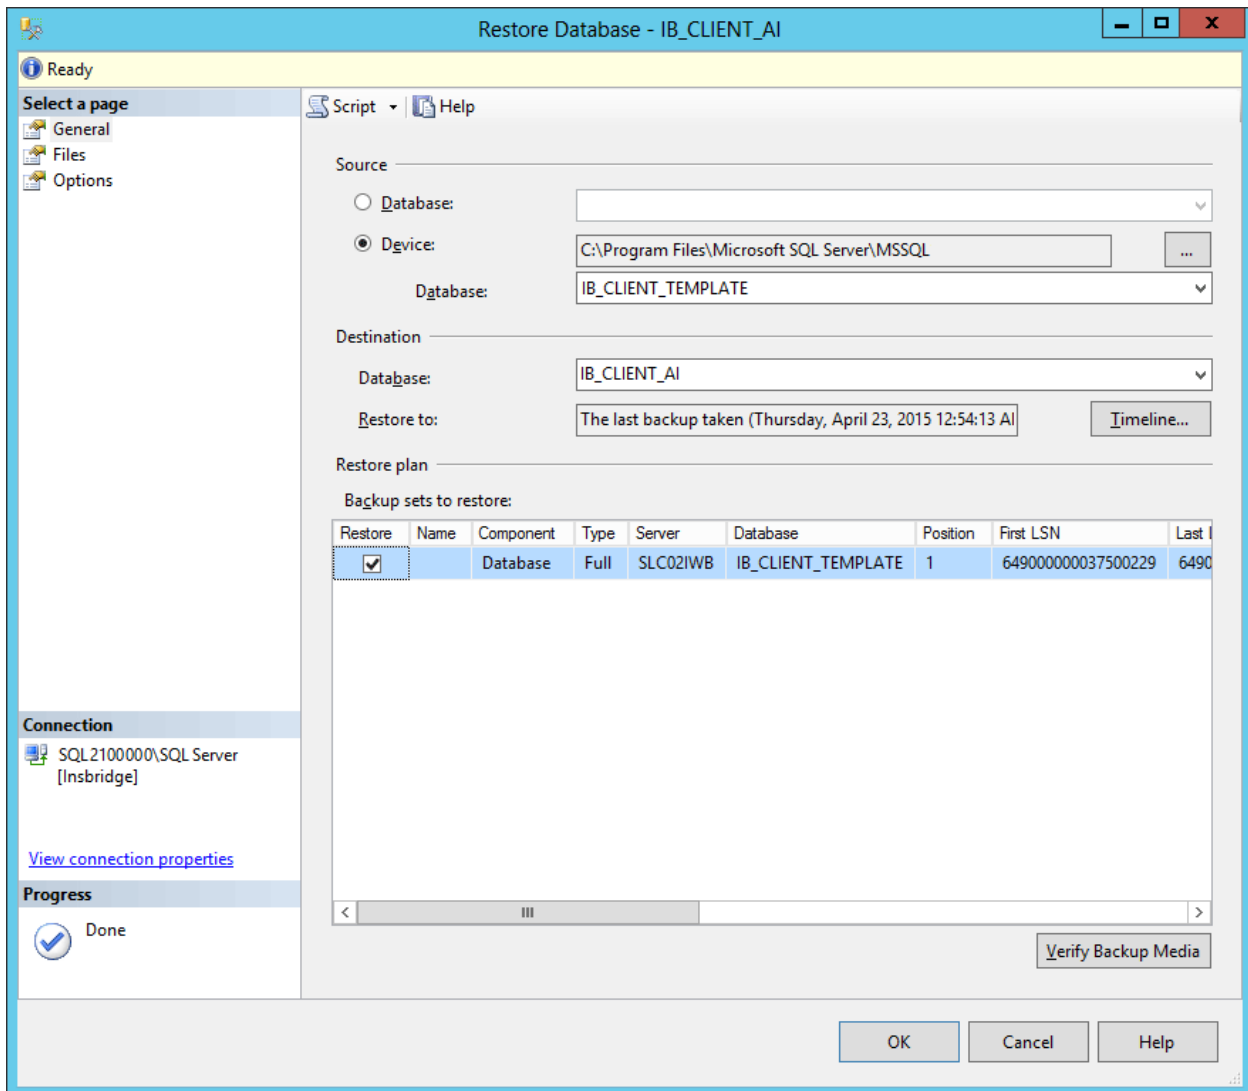 Restore Database - IB_CLIENT_AI
Ready
Select a page
General
Files
Options
Script Help
Source
Database:
Device: C:\Program Files\Microsoft SQL Server\MSSQL ...
Database: IB_CLIENT_TEMPLATE
Destination
Database: IB_CLIENT_AI
Restore to: The last backup taken (Thursday, April 23, 2015 12:54:13 Al Timeline...
Restore plan
Backup sets to restore:
Restore Name Component Type Server Database Position First LSN Last
Database Full SLC02IWB IB_CLIENT_TEMPLATE 1 649000000037500229 6490
Connection
SQL2100000\SQL Server
[Insbridge]
View connection properties
Progress
Done
Verify Backup Media
OK Cancel Help